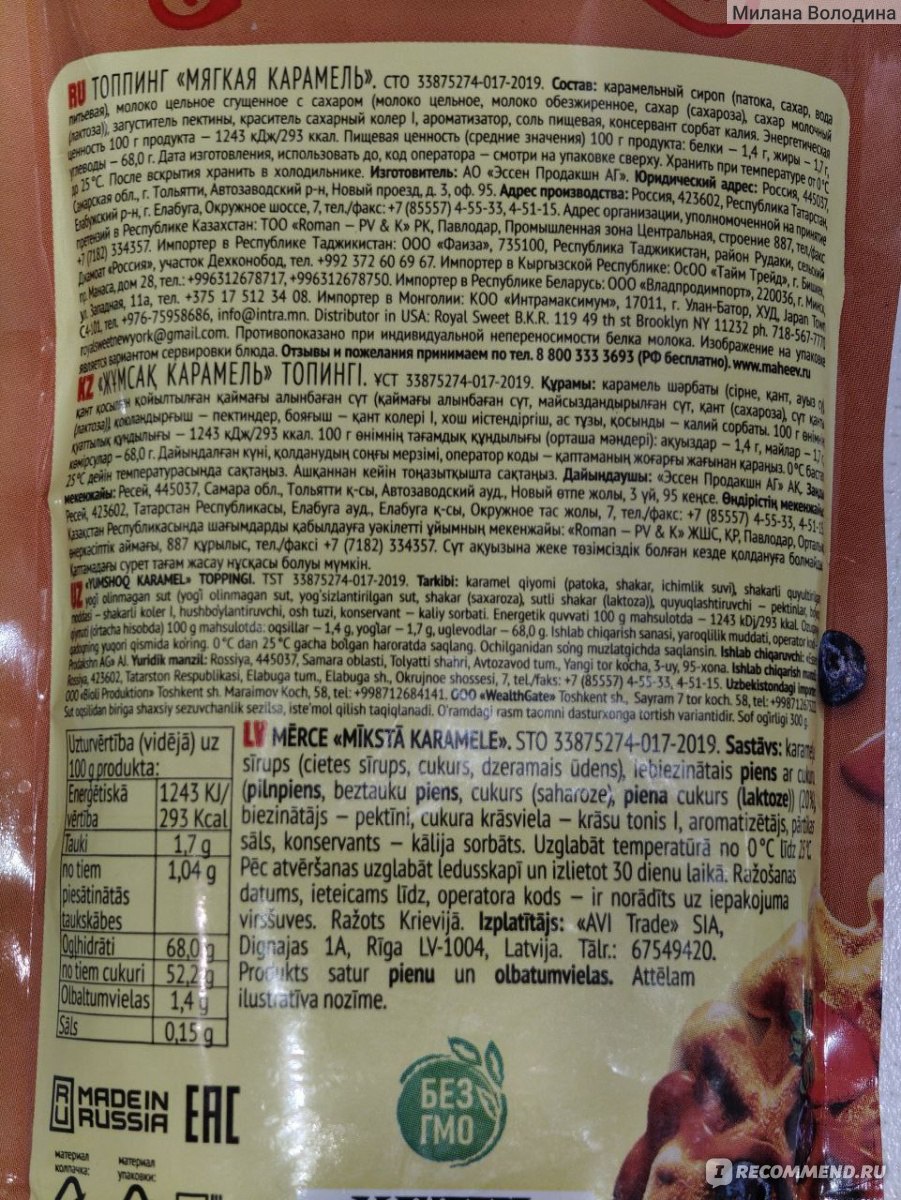 Милана Володина
RU ТОППИНГ «МЯГКАЯ КАРАМЕЛЬ». СТО 33875274-017-2019. Состав: карамельный сироп (патока, сахар, вода
питьевая), молоко цельное сгущенное с сахаром (молоко цельное, молоко обезжиренное, сахар (сахароза), сахар молочный
(лактоза)), загуститель пектины, краситель сахарный колер I, ароматизатор, соль пищевая, консервант сорбат калия. Энергетическая
ценность 100 г продукта – 1243 кДж/293 ккал. Пищевая ценность (средние значения) 100 г продукта: белки – 1,4 г, жиры – 1,7 г,
углеводы – 68,0 г. Дата изготовления, использовать до, код оператора – смотри на упаковке сверху. Хранить при температуре от 0°С
до 25°С. После вскрытия хранить в холодильнике. Изготовитель: АО «Эссен Продакшн АГ». Юридический адрес: Россия, 445037,
Самарская обл., г. Тольятти, Автозаводский р-н, Новый проезд, д. 3, оф. 95. Адрес производства: Россия, 423602, Республика Татарстан,
Елабужский р-н, г. Елабуга, Окружное шоссе, 7, тел./факс: +7 (85557) 4-55-33, 4-51-15. Адрес организации, уполномоченной на принятие
претензий в Республике Казахстан: ТОО «Roman – PV & K» РК, Павлодар, Промышленная зона Центральная, строение 887, тел./факс
+7 (7182) 334357. Импортер в Республике Таджикистан: ООО «Фаиза», 735100, Республика Таджикистан, район Рудаки, сельский
Джамоат «Россия», участок Дехконобод, тел. +992 372 60 69 67. Импортер в Кыргызской Республике: ОсОО «Тайм Трейд», г. Бишкек,
пр. Манаса, дом 28, тел.: +996312678717, +996312678750. Импортер в Республике Беларусь: ООО «Владпродимпорт», 220036, г. Минск,
ул. Западная, 11а, тел. +375 17 512 34 08. Импортер в Монголии: КОО «Интрамаксимум», 17011, г. Улан-Батор, ХУД, Japan Town
С4-101, тел. +976-75958686, info@intra.mn. Distributor in USA: Royal Sweet B.K.R. 119 49 th st Brooklyn NY 11232 ph. 718-567-7770
royalsweetnewyork@gmail.com. Противопоказано при индивидуальной непереносимости белка молока. Изображение на упаковке
является вариантом сервировки блюда. Отзывы и пожелания принимаем по тел. 8 800 333 3693 (РФ бесплатно). www.maheev.ru
KZ «ЖҰМСАҚ КАРАМЕЛЬ» ТОПИНГІ. ҰСТ 33875274-017-2019. Құрамы: карамель шәрбаты (сірне, қант, ауыз
қант қосылған қойылтылған қаймағы алынбаған сүт (қаймағы алынбаған сүт, майсыздандырылған сүт, қант (сахароза), сүт қанты
(лактоза)), қоюландырғыш – пектиндер, бояғыш – қант колері I, хош иістендіргіш, ас тұзы, қосынды – калий сорбаты. 100 г өнімнің
қуаттылық құндылығы – 1243 кДж/293 ккал. 100 г өнімнің тағамдық құндылығы (орташа мәндері): ақуыздар – 1,4 г, майлар –
көмірсулар – 68,0 г. Дайындалған күні, қолданудың соңғы мерзімі, оператор коды – қаптаманың жоғарғы жағынан қараңыз. 0°С
25°С дейін температурасында сақтаңыз. Ашқаннан кейін тоңазытқышта сақтаңыз. Дайындаушы: «Эссен Продакшн АГ» АҚ.
мекенжайы: Ресей, 445037, Самара обл., Тольятти қ-сы, Автозаводский ауд., Новый өтпе жолы, 3 үй, 95 кеңсе. Өндірістің мекенжайы
Ресей, 423602, Татарстан Республикасы, Елабуга ауд., Елабуга қ-сы, Окружное тас жолы, 7, тел./факс: +7 (85557) 4-55-33, 4-51-15
Қазақстан Республикасында шағымдарды қабылдауға уәкілетті ұйымның мекенжайы: «Roman – PV & K» ЖШС, ҚР, Павлодар,
өнеркәсіптік аймағы, 887 құрылыс, тел./факсі +7 (7182) 334357. Сүт ақуызына жеке төзімсіздік болған кезде қолдануға болмайды
Қаптамадағы сурет тағам жасау нұсқасы болуы мүмкін.
UZ «YUMSHOQ KARAMEL» TOPPINGI. TST 33875274-017-2019. Tarkibi: karamel qiyomi (patoka, shakar, ichimlik suvi), shakarli quyultirilgan
yogi olinmagan sut (yogi olinmagan sut, yog'sizlantirilgan sut, shakar (saxaroza), sutli shakar (laktoza)), quyuqlashtiruvchi – pektinlar,
moddasi – shakarli koler I, hushbo'ylantiruvchi, osh tuzi, konservant – kaliy sorbati. Energetik quvvati 100 g mahsulotda – 1243 kDj/293 kkal.
qiymati (o'rtacha hisobda) 100 g mahsulotda: oqsillar – 1,4 g, yog'lar – 1,7 g, uglevodlar – 68,0 g. Ishlab chiqarish sanasi, yaroqlilik muddati, operator
qadogning yuqori qismida ko'ring. 0°C dan 25°C gacha bo'lgan haroratda saqlang. Ochilganidan so'ng muzlatgichda saqlansin. Ishlab chiqaruvchi:
Prodakshn AG» AJ. Yuridik manzil: Rossiya, 445037, Samara oblasti, Tolyatti shahri, Avtozavod tum., Yangi tor ko'cha, 3-uy, 95-xona. Ishlab chiqarish
Rossiya, 423602, Tatarston Respublikasi, Elabuga tum., Elabuga sh., Okrujnoe shossesi, 7, tel./faks: +7 (85557) 4-55-33, 4-51-15. Uzbekistondagi
ООО «Bioli Produktion» Toshkent sh. Maraimov Koch, 58, tel: +998712684141. ООО «WealthGate» Toshkent sh., Sayram 7 tor koch. 58, tel:
Sut oqsilidan biriga shaxsiy sezuvchanlik sezilsa, iste'mol qilish taqiqlanadi. O'ramdagi rasm taomni dasturxonga tortish variantidir. Sof og'irligi 300 g.
Uzturvērtība (vidējā) uz
100 g produkta:
Enerģētiskā vērtība 1243 KJ/ 293 Kcal
Tauki 1,7 g
no tiem piesātinātās taukskābes 1,04 g
Ogļhidrāti 68,0 g
no tiem cukuri 52,2 g
Olbaltumvielas 1,4 g
Sāls 0,15 g
LV MĒRCE «MĪKSTĀ KARAMELE». STO 33875274-017-2019. Sastāvs:
sīrups (cietes sīrups, cukurs, dzeramais ūdens), iebiezinātais piens ar
(pilnpiens, beztauku piens, cukurs (saharoze), piena cukurs (laktoze)) (20%),
biezinātājs – pektīni, cukura krāsviela – krāsu tonis I, aromatizētājs, pārtikas
sāls, konservants – kālija sorbāts. Uzglabāt temperatūrā no 0°C līdz 25°C.
Pēc atvēršanas uzglabāt ledusskapī un izlietot 30 dienu laikā. Ražošanas
datums, ieteicams līdz, operatora kods – ir norādīts uz iepakojuma
virsšuves. Ražots Krievijā. Izplatītājs: «AVI Trade» SIA,
Dignajas 1A, Rīga LV-1004, Latvija. Tālr.: 67549420.
Produkts satur pienu un olbatumvielas. Attēlam
ilustratīva nozīme.
RU MADE IN RUSSIA EAC
БЕЗ
ГМО
материал колпачка:
материал упаковки:
IRECOMMEND.RU